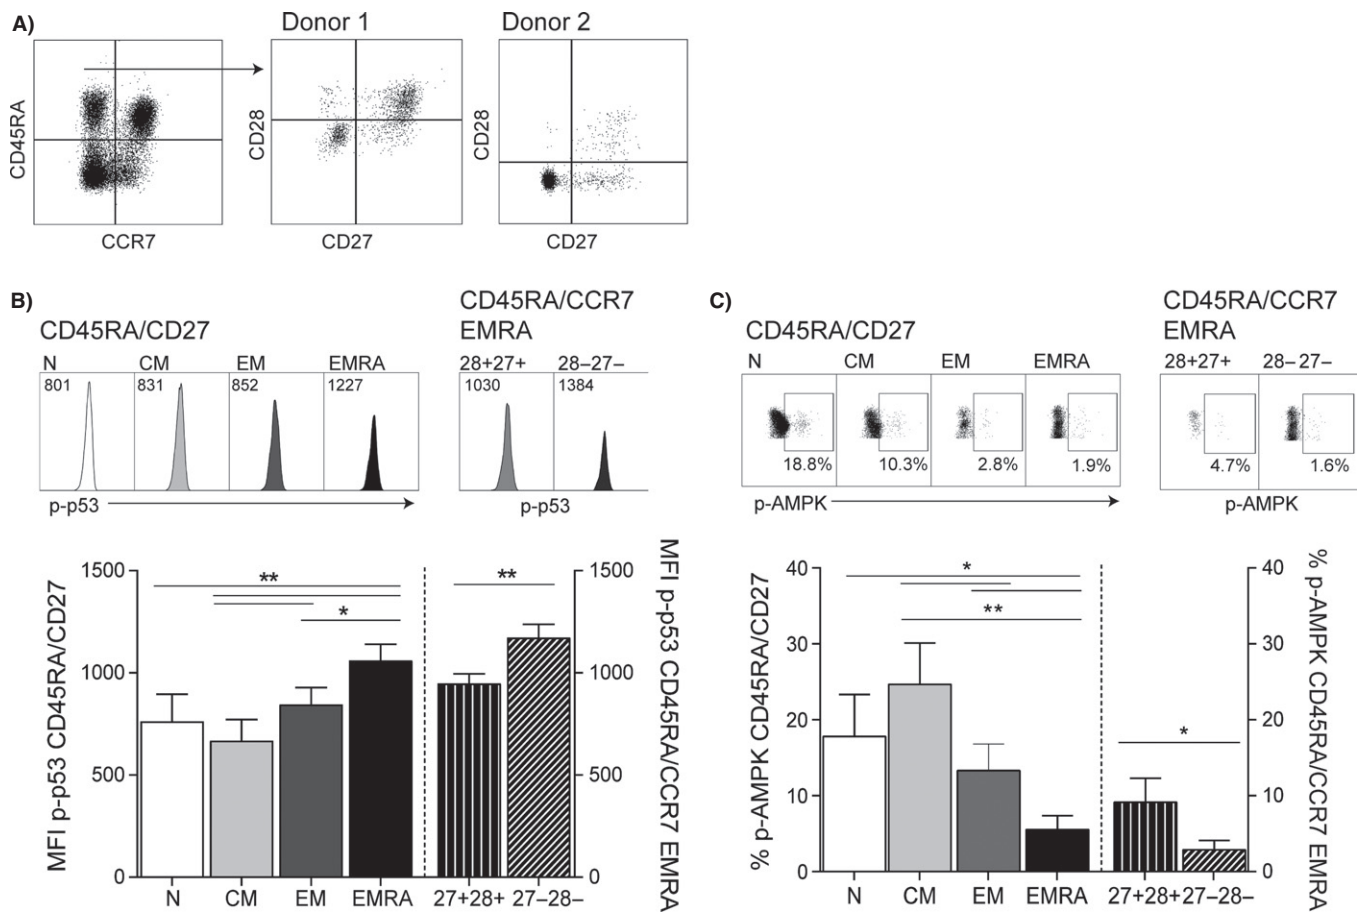 A)
Donor 1
Donor 2
CD45RA
CCR7
CD28
CD27
CD28
CD27
B)
CD45RA/CD27
CD45RA/CCR7
EMRA
N
CM
EM
EMRA
28+27+
28–27–
801
831
852
1227
1030
1384
p-p53
p-p53
MFI p-p53 CD45RA/CD27
1500
1000
500
0
**
*
**
1500
1000
500
0
MFI p-p53 CD45RA/CCR7 EMRA
N
CM
EM
EMRA
27+28+
27–28–
C)
CD45RA/CD27
CD45RA/CCR7
EMRA
N
CM
EM
EMRA
28+27+
28–27–
18.8%
10.3%
2.8%
1.9%
4.7%
1.6%
p-AMPK
p-AMPK
% p-AMPK CD45RA/CD27
40
30
20
10
0
*
**
*
40
30
20
10
0
% p-AMPK CD45RA/CCR7 EMRA
N
CM
EM
EMRA
27+28+
27–28–